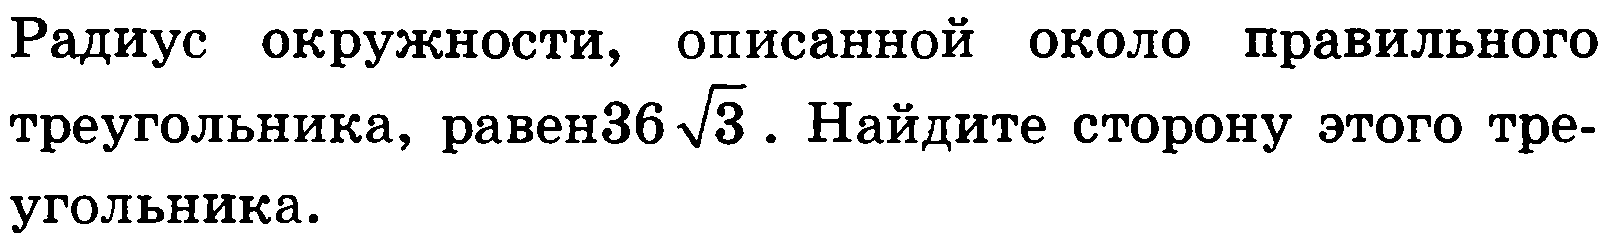 Радиус окружности, описанной около правильного
треугольника, равен36√3 . Найдите сторону этого тре-
угольника.